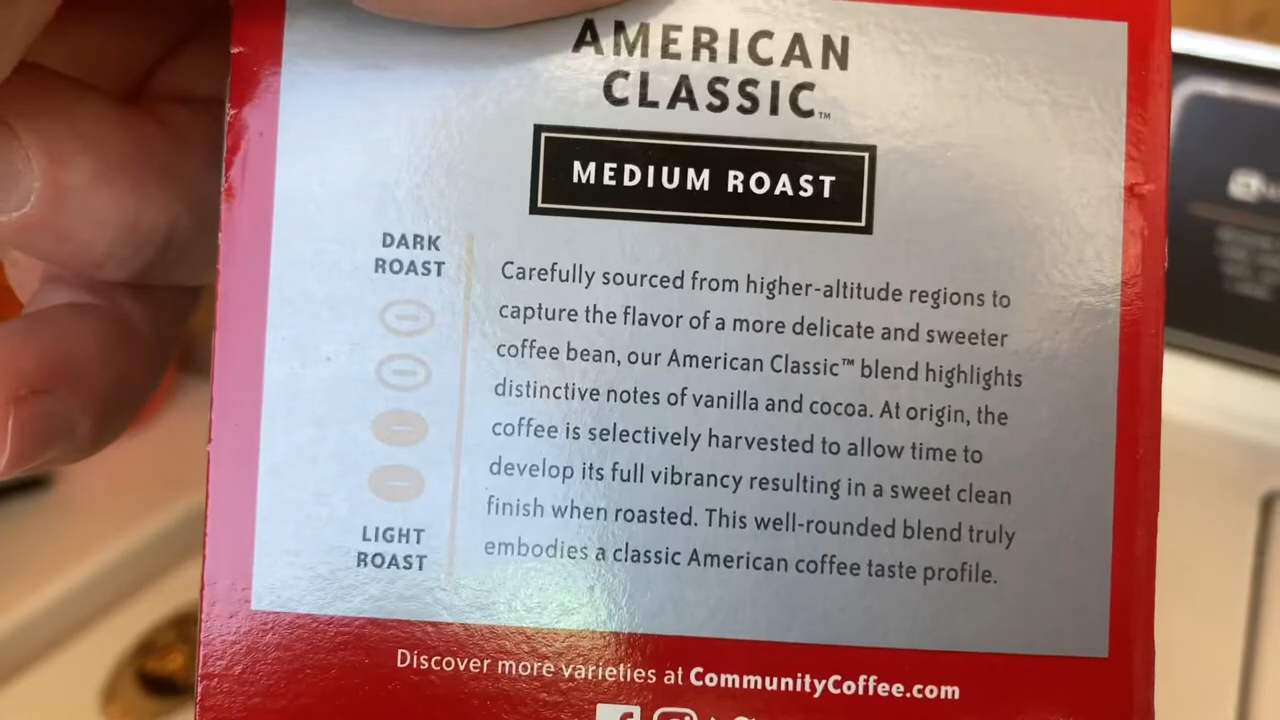 AMERICAN
CLASSIC™
MEDIUM ROAST
DARK
ROAST
LIGHT
ROAST
Carefully sourced from higher-altitude regions to
capture the flavor of a more delicate and sweeter
coffee bean, our American Classic™ blend highlights
distinctive notes of vanilla and cocoa. At origin, the
coffee is selectively harvested to allow time to
develop its full vibrancy resulting in a sweet clean
finish when roasted. This well-rounded blend truly
embodies a classic American coffee taste profile.
Discover more varieties at CommunityCoffee.com